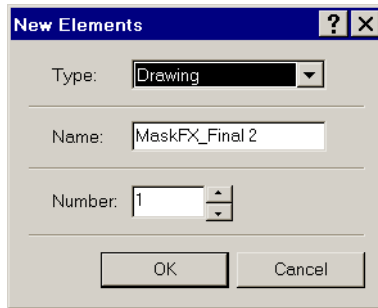 New Elements
Type: Drawing
Name: MaskFX_Final 2
Number: 1
OK Cancel